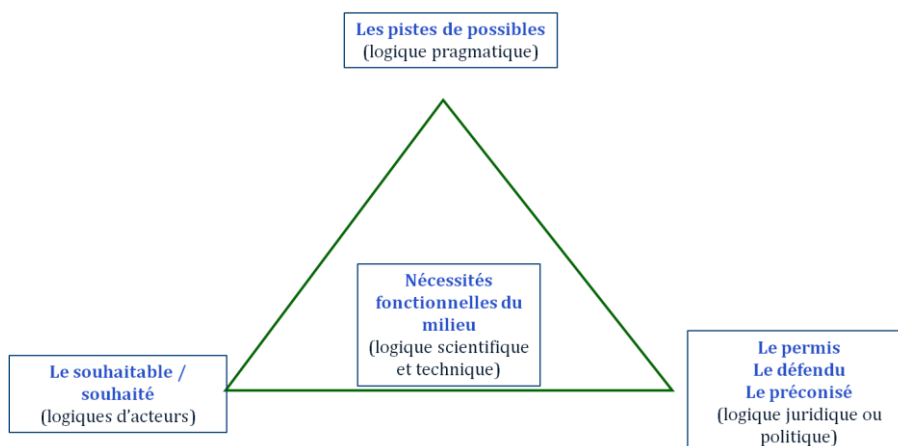 Les pistes de possibles
(logique pragmatique)
Nécessités
fonctionnelles du
milieu
(logique scientifique
et technique)
Le souhaitable /
souhaité
(logiques d'acteurs)
Le permis
Le défendu
Le préconisé
(logique juridique ou
politique)